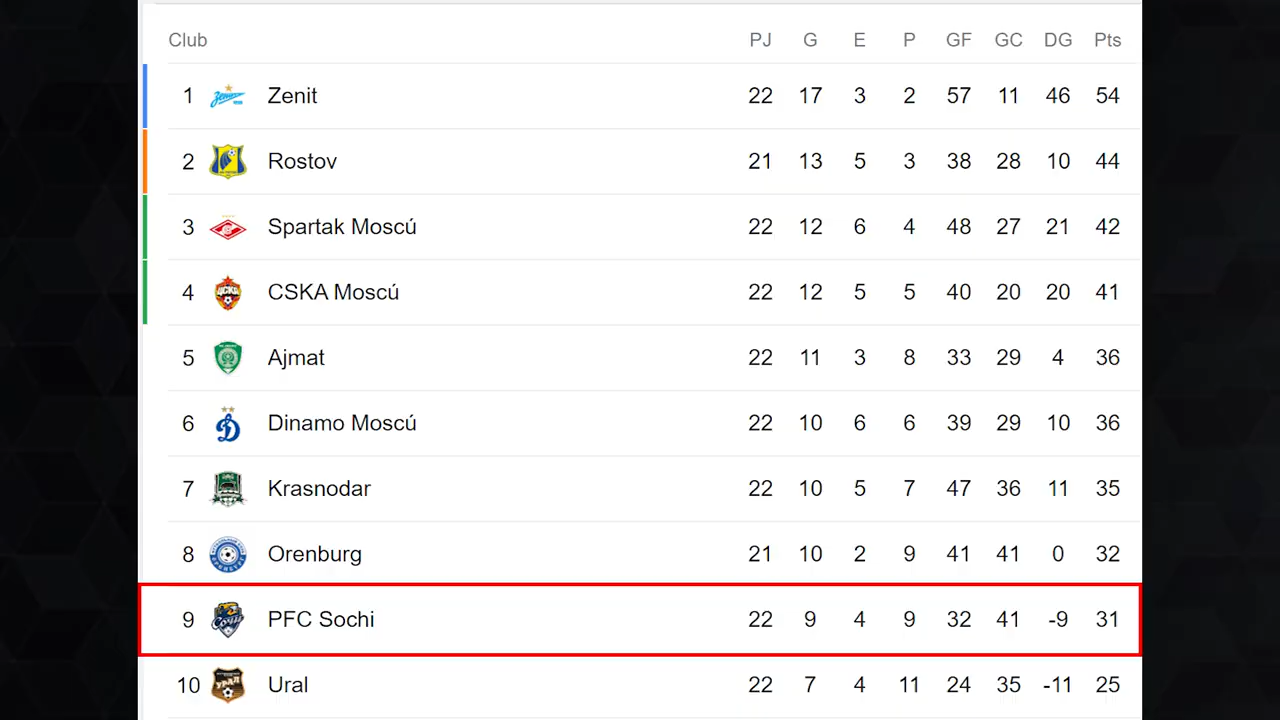 Club PJ G E P GF GC DG Pts
1 Zenit 22 17 3 2 57 11 46 54
2 Rostov 21 13 5 3 38 28 10 44
3 Spartak Moscú 22 12 6 4 48 27 21 42
4 CSKA Moscú 22 12 5 5 40 20 20 41
5 Ajmat 22 11 3 8 33 29 4 36
6 Dinamo Moscú 22 10 6 6 39 29 10 36
7 Krasnodar 22 10 5 7 47 36 11 35
8 Orenburg 21 10 2 9 41 41 0 32
9 PFC Sochi 22 9 4 9 32 41 -9 31
10 Ural 22 7 4 11 24 35 -11 25